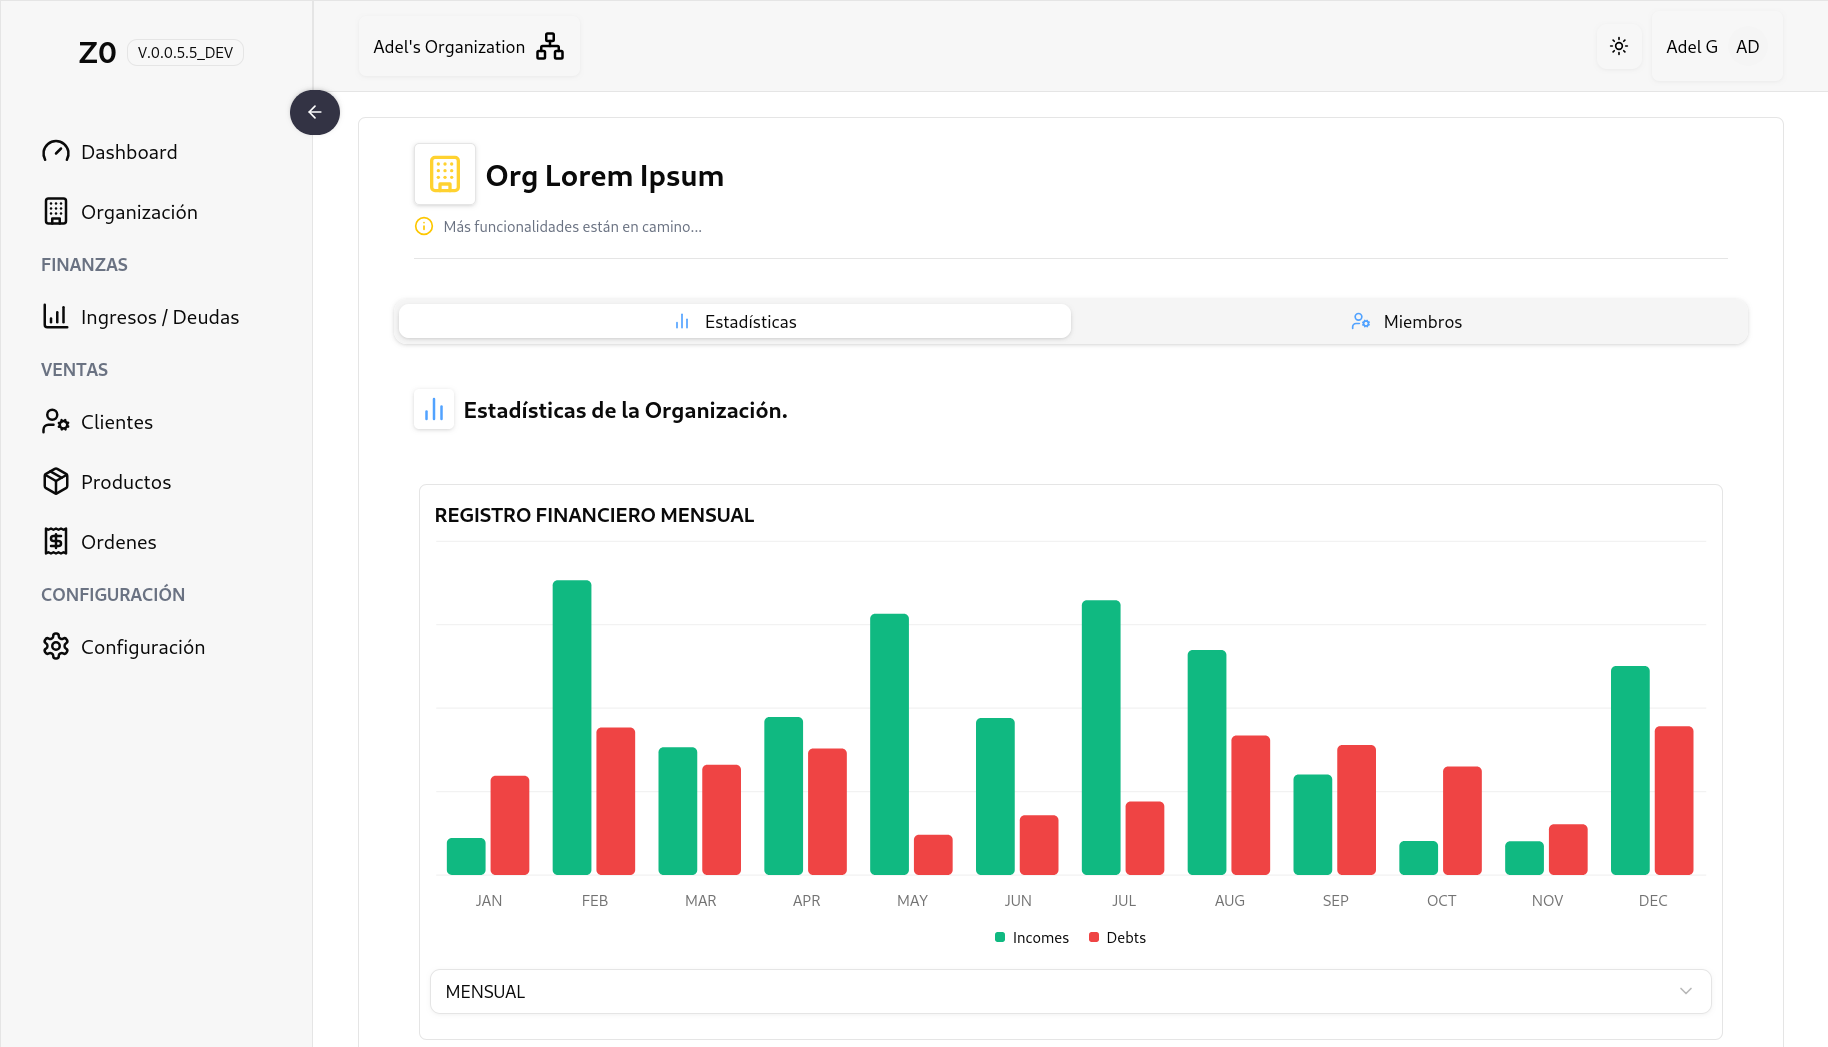 Z0 V.0.0.5.5_DEV
Dashboard
Organización
FINANZAS
Ingresos / Deudas
VENTAS
Clientes
Productos
Ordenes
CONFIGURACIÓN
Configuración
Adel's Organization
Adel G AD
Org Lorem Ipsum
Más funcionalidades están en camino...
Estadísticas Miembros
Estadísticas de la Organización.
REGISTRO FINANCIERO MENSUAL
JAN FEB MAR APR MAY JUN JUL AUG SEP OCT NOV DEC
Incomes Debts
MENSUAL